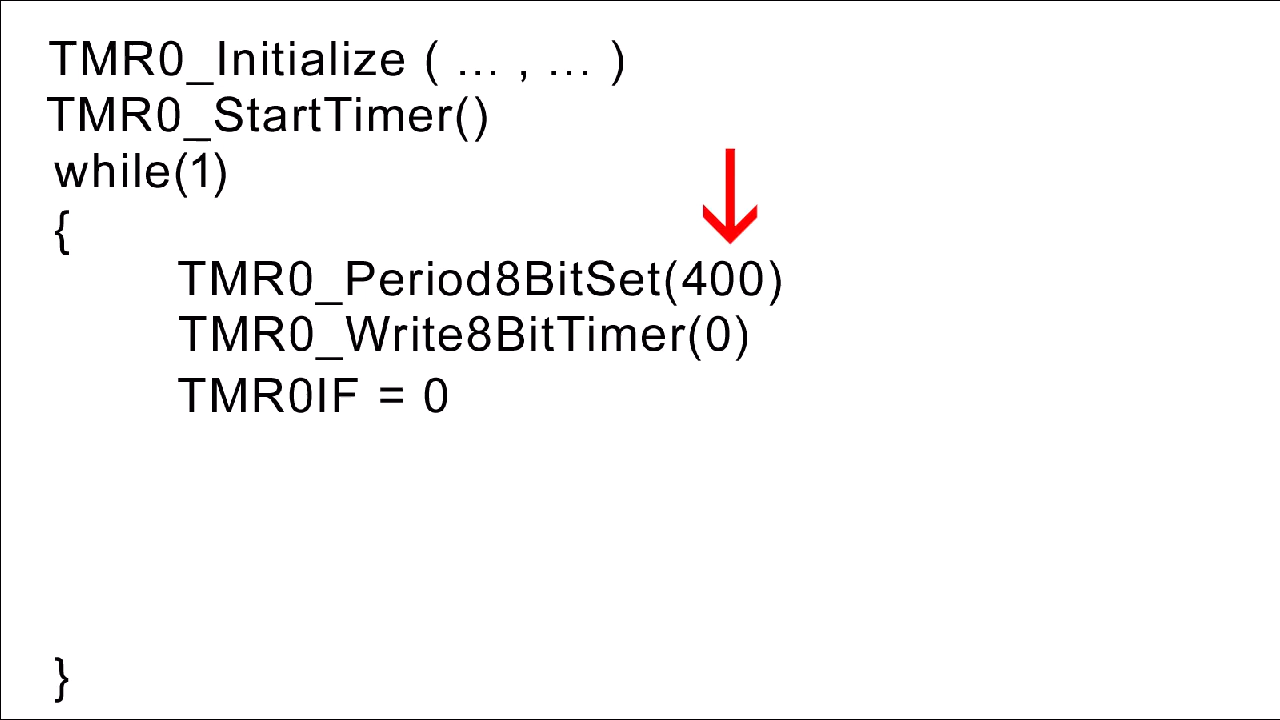 TMR0_Initialize ( ... , ... )
TMR0_StartTimer()
while(1)
{
TMR0_Period8BitSet(400)
TMR0_Write8BitTimer(0)
TMR0IF = 0
}